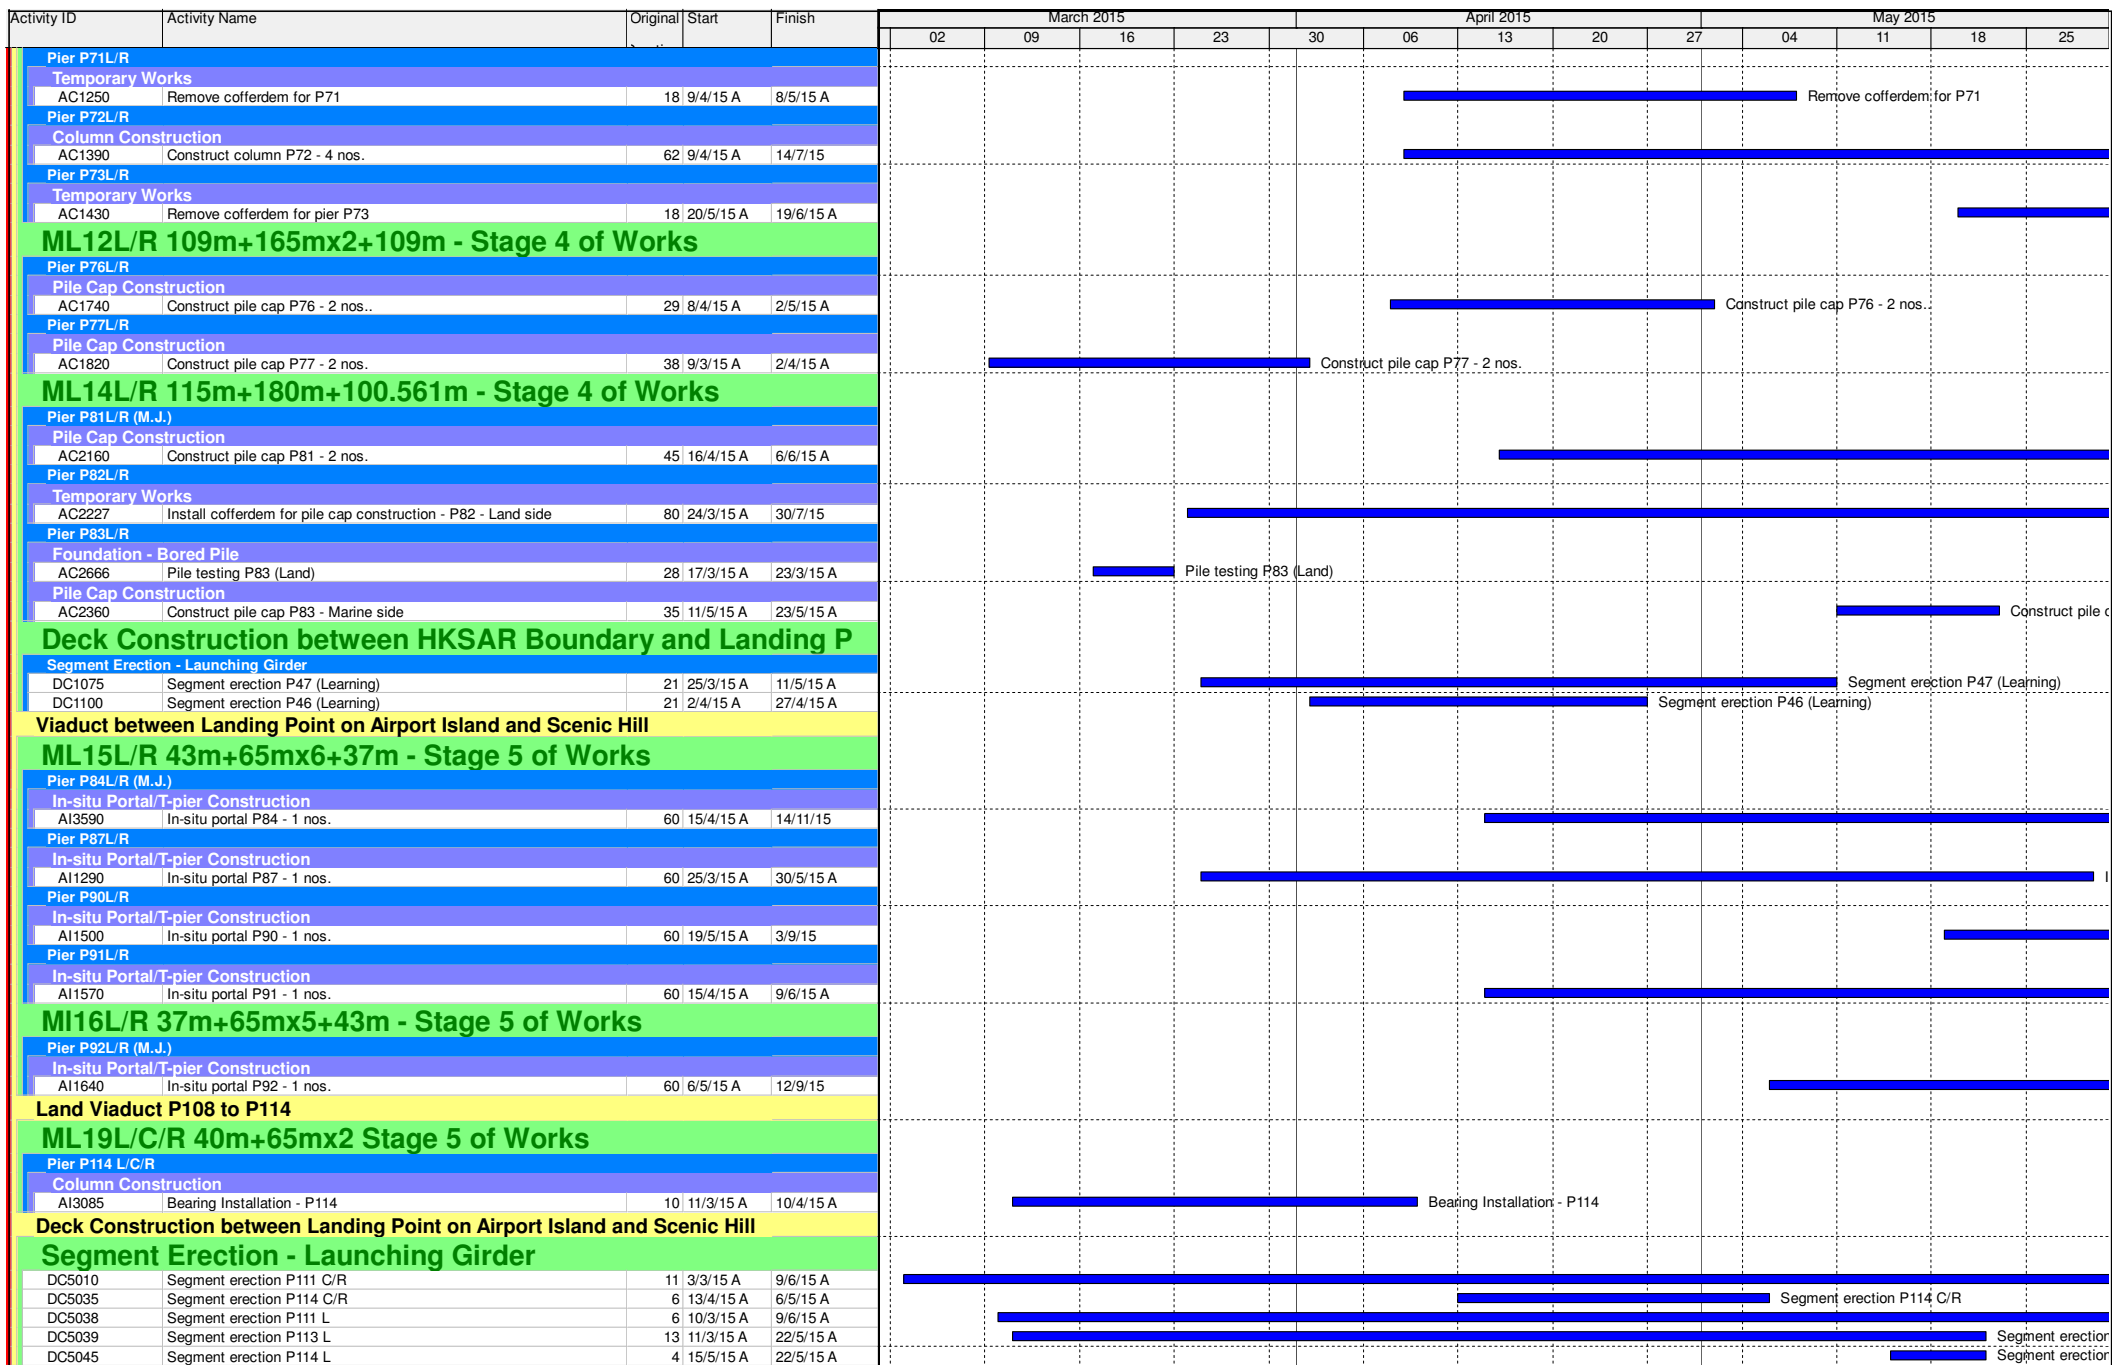 Activity ID Activity Name Original Start Finish March 2015 April 2015 May 2015
02 09 16 23 30 06 13 20 27 04 11 18 25
Pier P71L/R
Temporary Works
AC1250 Remove cofferdem for P71 18 9/4/15 A 8/5/15 A Remove cofferdem for P71
Pier P72L/R
Column Construction
AC1390 Construct column P72 - 4 nos. 62 9/4/15 A 14/7/15
Pier P73L/R
Temporary Works
AC1430 Remove cofferdem for pier P73 18 20/5/15 A 19/6/15 A
ML12L/R 109m+165mx2+109m - Stage 4 of Works
Pier P76L/R
Pile Cap Construction
AC1740 Construct pile cap P76 - 2 nos.. 29 8/4/15 A 2/5/15 A Construct pile cap P76 - 2 nos..
Pier P77L/R
Pile Cap Construction
AC1820 Construct pile cap P77 - 2 nos. 38 9/3/15 A 2/4/15 A Construct pile cap P77 - 2 nos.
ML14L/R 115m+180m+100.561m - Stage 4 of Works
Pier P81L/R (M.J.)
Pile Cap Construction
AC2160 Construct pile cap P81 - 2 nos. 45 16/4/15 A 6/6/15 A
Pier P82L/R
Temporary Works
AC2227 Install cofferdem for pile cap construction - P82 - Land side 80 24/3/15 A 30/7/15
Pier P83L/R
Foundation - Bored Pile
AC2666 Pile testing P83 (Land) 28 17/3/15 A 23/3/15 A Pile testing P83 (Land)
Pile Cap Construction
AC2360 Construct pile cap P83 - Marine side 35 11/5/15 A 23/5/15 A Construct pile c
Deck Construction between HKSAR Boundary and Landing P
Segment Erection - Launching Girder
DC1075 Segment erection P47 (Learning) 21 25/3/15 A 11/5/15 A Segment erection P47 (Learning)
DC1100 Segment erection P46 (Learning) 21 2/4/15 A 27/4/15 A Segment erection P46 (Learning)
Viaduct between Landing Point on Airport Island and Scenic Hill
ML15L/R 43m+65mx6+37m - Stage 5 of Works
Pier P84L/R (M.J.)
In-situ Portal/T-pier Construction
AI3590 In-situ portal P84 - 1 nos. 60 15/4/15 A 14/11/15
Pier P87L/R
In-situ Portal/T-pier Construction
AI1290 In-situ portal P87 - 1 nos. 60 25/3/15 A 30/5/15 A I
Pier P90L/R
In-situ Portal/T-pier Construction
AI1500 In-situ portal P90 - 1 nos. 60 19/5/15 A 3/9/15
Pier P91L/R
In-situ Portal/T-pier Construction
AI1570 In-situ portal P91 - 1 nos. 60 15/4/15 A 9/6/15 A
MI16L/R 37m+65mx5+43m - Stage 5 of Works
Pier P92L/R (M.J.)
In-situ Portal/T-pier Construction
AI1640 In-situ portal P92 - 1 nos. 60 6/5/15 A 12/9/15
Land Viaduct P108 to P114
ML19L/C/R 40m+65mx2 Stage 5 of Works
Pier P114 L/C/R
Column Construction
AI3085 Bearing Installation - P114 10 11/3/15 A 10/4/15 A Bearing Installation - P114
Deck Construction between Landing Point on Airport Island and Scenic Hill
Segment Erection - Launching Girder
DC5010 Segment erection P111 C/R 11 3/3/15 A 9/6/15 A
DC5035 Segment erection P114 C/R 6 13/4/15 A 6/5/15 A Segment erection P114 C/R
DC5038 Segment erection P111 L 6 10/3/15 A 9/6/15 A
DC5039 Segment erection P113 L 13 11/3/15 A 22/5/15 A Segment erection
DC5045 Segment erection P114 L 4 15/5/15 A 22/5/15 A Segment erection